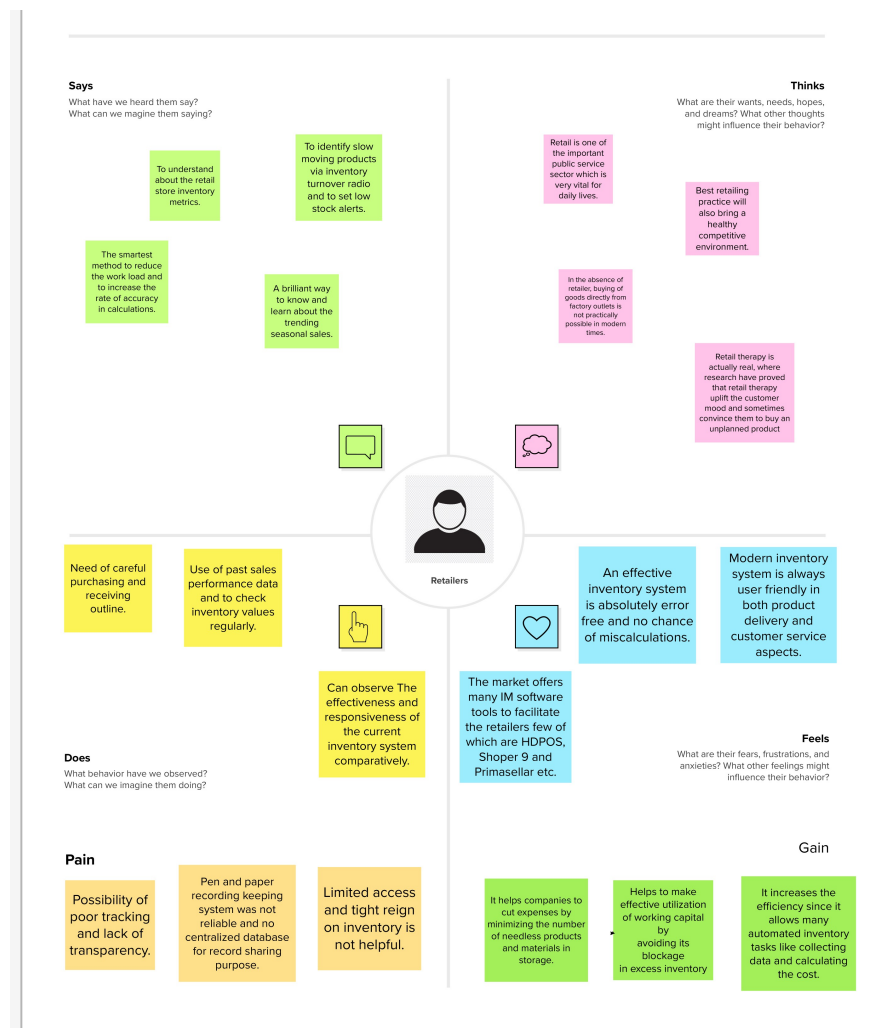 Says
What have we heard them say?
What can we magine them saying?
To understand
about the retail
store inventory
metrics.
To identify slow
moving products
via inventory
turnover radio
and to set low
stock alerts.
The smartest
method to reduce
the work load and
to increase the
rate of accuracy
in calculations.
A brilliant way
to know and
learn about the
trending
seasonal sales.
Thinks
What are their wants, needs, hopes,
and dreams? What other thoughts
might influence their behavior?
Retail is one of
the important
public service
sector which is
very vital for
daily lives.
Best retailing
practice will
also bring a
healthy
competitive
environment.
In the absence of
retailer, buying of
goods directly from
factory outlets is
not practically
possible in modern
times.
Retail therapy is
actually real, where
research have proved
that retail therapy
uplift the customer
mood and sometimes
convince them to buy an
unplanned product
Retailers
Need of careful
purchasing and
receiving
outline.
Use of past sales
performance data
and to check
inventory values
regularly.
Can observe The
effectiveness and
responsiveness of
the current
inventory system
comparatively.
Does
What behavior have we observed?
What can we imagine them doing?
An effective
inventory system
is absolutely error
free and no chance
of miscalculations.
Modern inventory
system is always
user friendly in
both product
delivery and
customer service
aspects.
The market offers
many IM software
tools to facilitate
the retailers few of
which are HDPOS,
Shoper 9 and
Primasellar etc.
Feels
What are their fears, frustrations, and
anxieties? What other feelings might
influence their behavior?
Pain
Possibility of
poor tracking
and lack of
transparency.
Pen and paper
recording keeping
system was not
reliable and no
centralized database
for record sharing
purpose.
Limited access
and tight reign
on inventory is
not helpful.
Gain
It helps companies to
cut expenses by
minimizing the number
of needless products
and materials in
storage.
Helps to make
effective utilization
of working capital
by
avoiding its
blockage
in excess inventory
It increases the
efficiency since it
allows many
automated inventory
tasks like collecting
data and calculating
the cost.